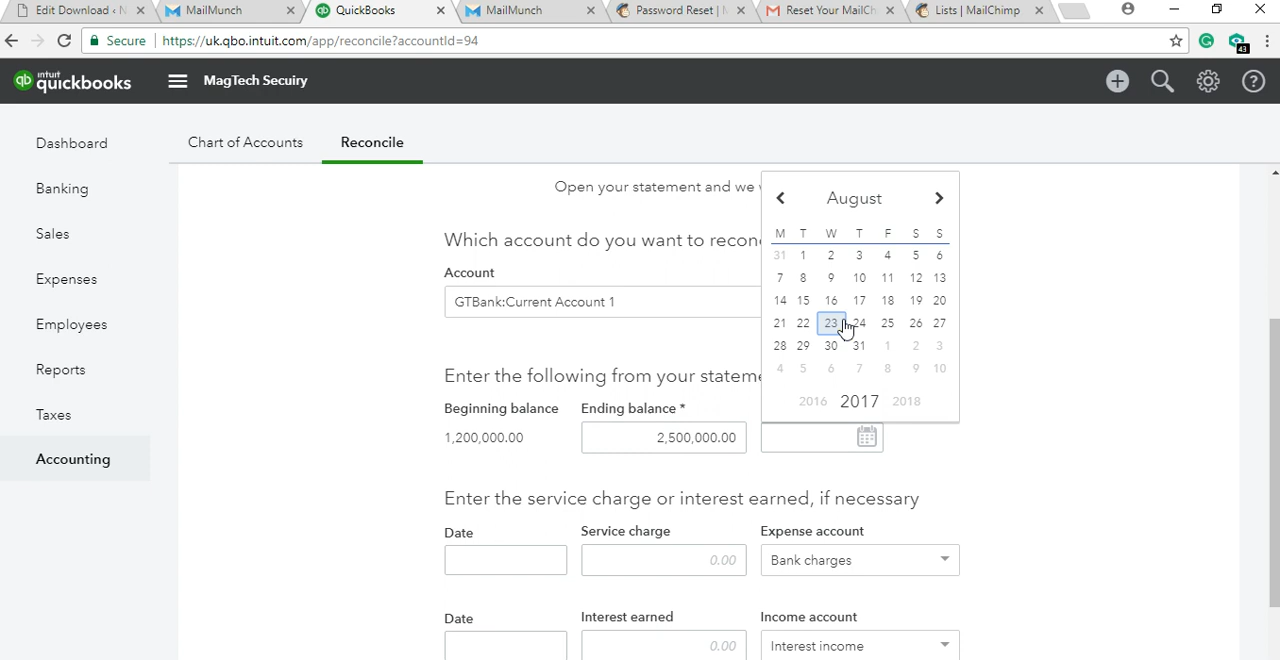 Edit Download ‹ N
MailMunch
QuickBooks
MailMunch
Password Reset | M
Reset Your MailCh
Lists | MailChimp
Secure
https://uk.qbo.intuit.com/app/reconcile?accountId=94
43
qb intuit quickbooks
MagTech Secuiry
Dashboard
Banking
Sales
Expenses
Employees
Reports
Taxes
Accounting
Chart of Accounts
Reconcile
Open your statement and we
Which account do you want to recon
Account
GTBank:Current Account 1
Enter the following from your stateme
Beginning balance
Ending balance *
1,200,000.00
2,500,000.00
August
M T W T F S S
31 1 2 3 4 5 6
7 8 9 10 11 12 13
14 15 16 17 18 19 20
21 22 23 24 25 26 27
28 29 30 31 1 2 3
4 5 6 7 8 9 10
2016 2017 2018
Enter the service charge or interest earned, if necessary
Date
Service charge
Expense account
0.00
Bank charges
Date
Interest earned
Income account
0.00
Interest income